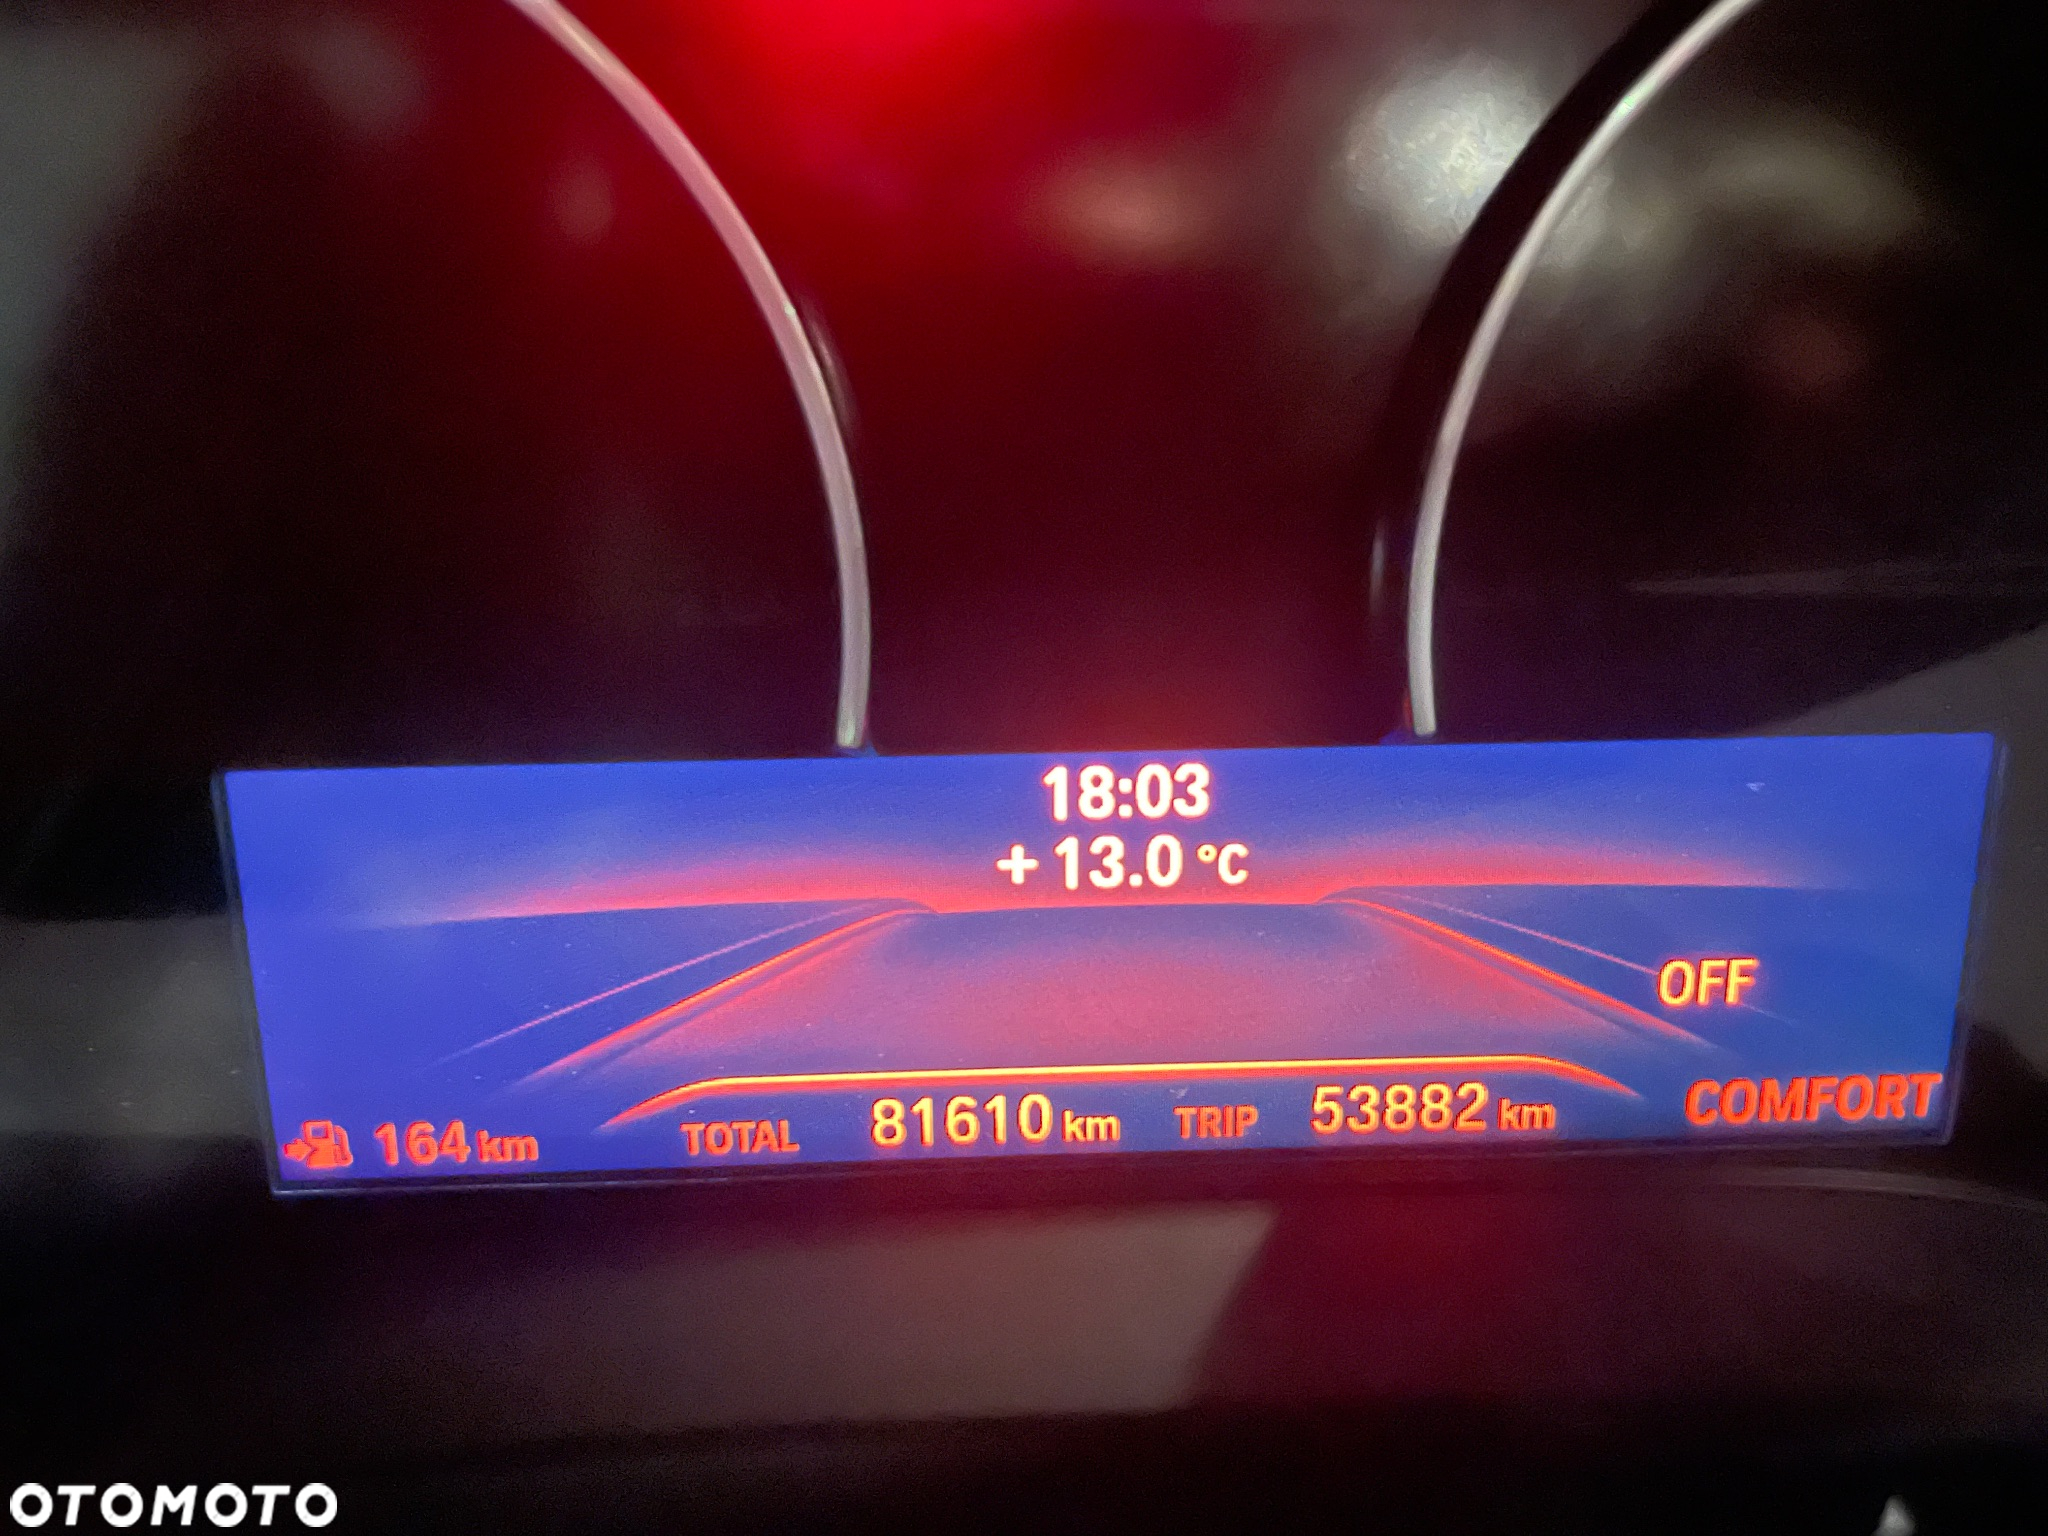 18:03
+13.0 °C
OFF
164 km TOTAL 81610 km TRIP 53882 km COMFORT
OTOMOTO